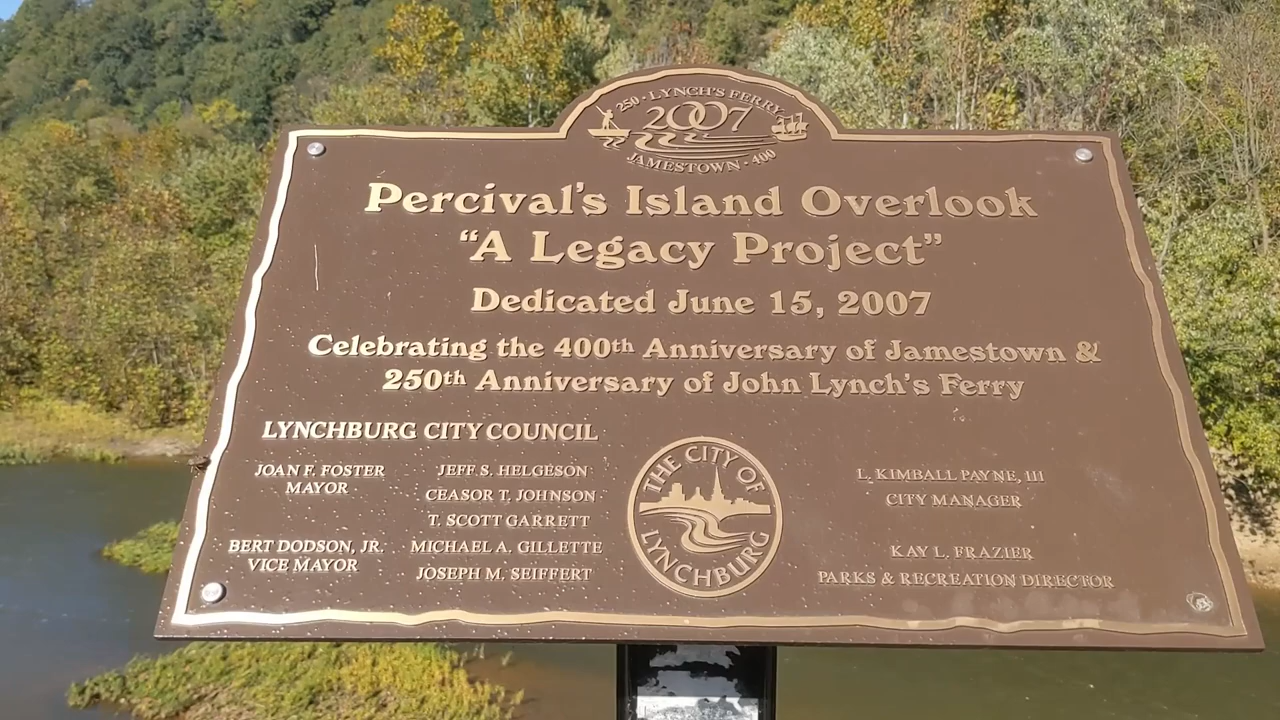 250 · LYNCH'S FERRY
2007
JAMESTOWN · 400
Percival's Island Overlook
"A Legacy Project"
Dedicated June 15, 2007
Celebrating the 400th Anniversary of Jamestown &
250th Anniversary of John Lynch's Ferry
LYNCHBURG CITY COUNCIL
JOAN F. FOSTER
MAYOR
BERT DODSON, JR.
VICE MAYOR
JEFF S. HELGESON
CEASOR T. JOHNSON
T. SCOTT GARRETT
MICHAEL A. GILLETTE
JOSEPH M. SEIFFERT
THE CITY OF
LYNCHBURG
L. KIMBALL PAYNE, III
CITY MANAGER
KAY L. FRAZIER
PARKS & RECREATION DIRECTOR